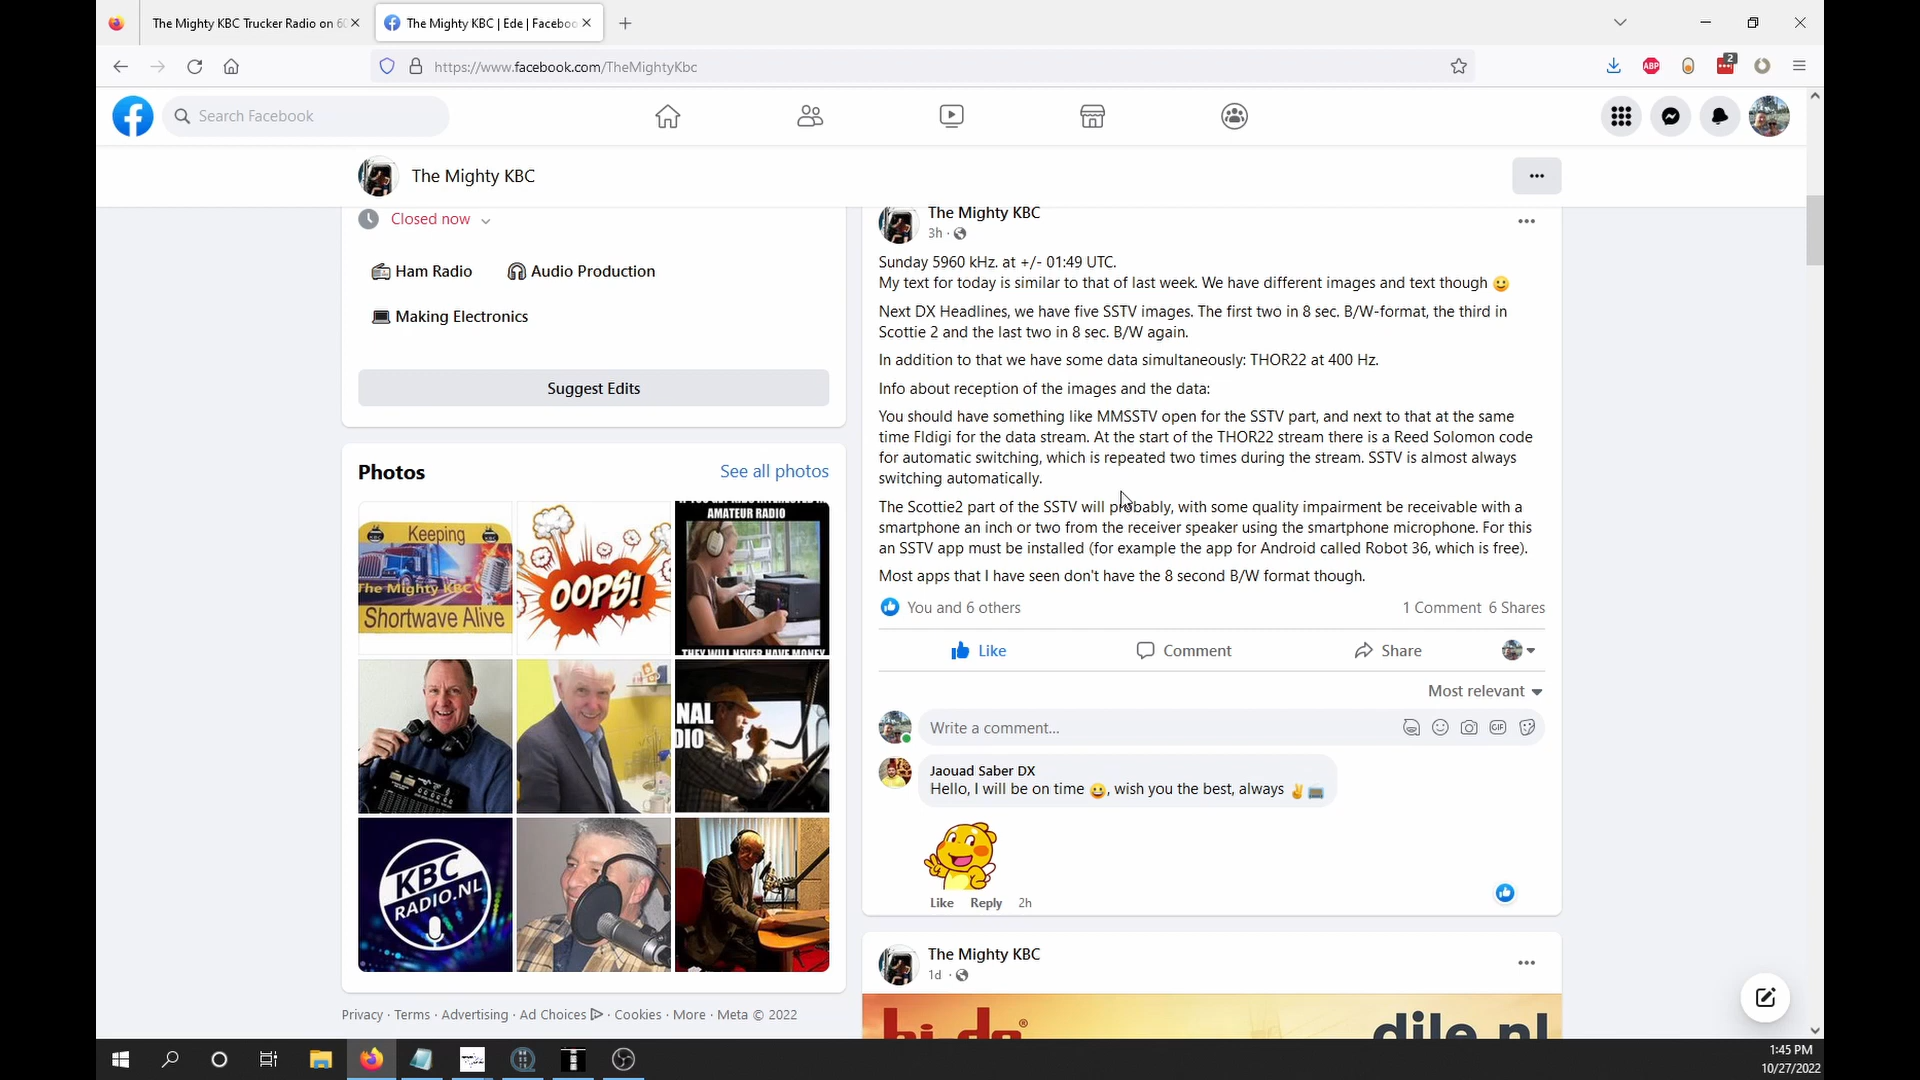 The Mighty KBC Trucker Radio on 60
The Mighty KBC | Ede | Faceboo
https://www.facebook.com/TheMightyKbc
ABP
2
Search Facebook
The Mighty KBC
Closed now
Ham Radio
Audio Production
Making Electronics
Suggest Edits
Photos
See all photos
Keeping
The Mighty KBC
Shortwave Alive
OOPS!
AMATEUR RADIO
THEY WILL NEVER HAVE MONEY
NAL
DIO
KBC
RADIO.NL
Privacy · Terms · Advertising · Ad Choices · Cookies · More · Meta © 2022
The Mighty KBC
3h ·
Sunday 5960 kHz. at +/- 01:49 UTC.
My text for today is similar to that of last week. We have different images and text though 😀
Next DX Headlines, we have five SSTV images. The first two in 8 sec. B/W-format, the third in
Scottie 2 and the last two in 8 sec. B/W again.
In addition to that we have some data simultaneously: THOR22 at 400 Hz.
Info about reception of the images and the data:
You should have something like MMSSTV open for the SSTV part, and next to that at the same
time Fldigi for the data stream. At the start of the THOR22 stream there is a Reed Solomon code
for automatic switching, which is repeated two times during the stream. SSTV is almost always
switching automatically.
The Scottie2 part of the SSTV will probably, with some quality impairment be receivable with a
smartphone an inch or two from the receiver speaker using the smartphone microphone. For this
an SSTV app must be installed (for example the app for Android called Robot 36, which is free).
Most apps that I have seen don't have the 8 second B/W format though.
You and 6 others
1 Comment 6 Shares
Like
Comment
Share
Most relevant
Write a comment...
GIF
Jaouad Saber DX
Hello, I will be on time 😀, wish you the best, always ✌
Like Reply 2h
The Mighty KBC
1d ·
dile.nl
1:45 PM
10/27/2022